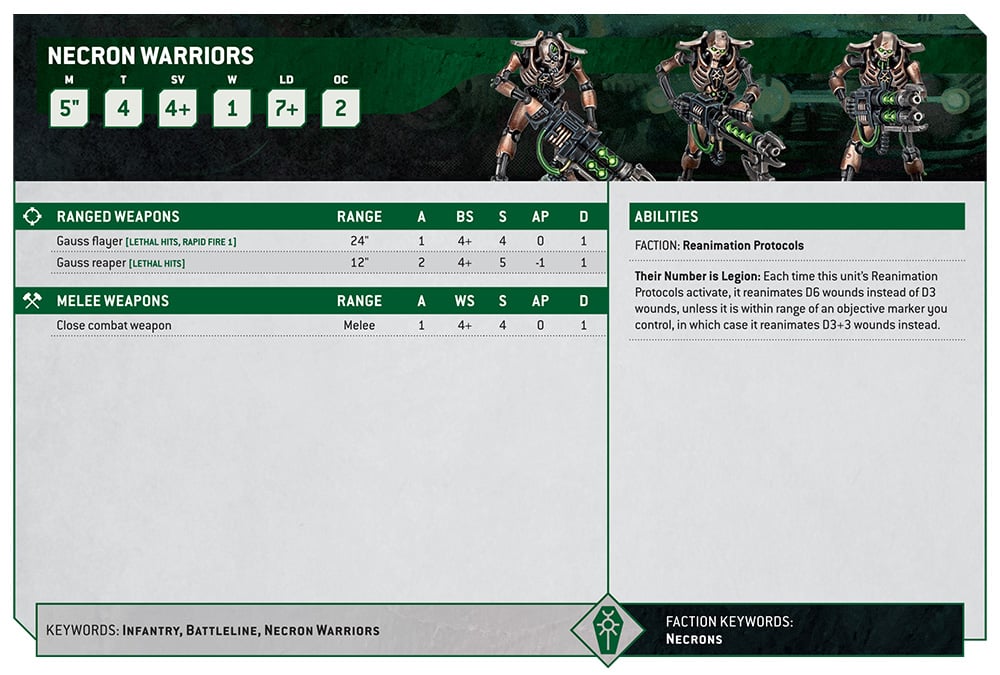 NECRON WARRIORS
M T SV W LD OC
5" 4 4+ 1 7+ 2
RANGED WEAPONS RANGE A BS S AP D
Gauss flayer [LETHAL HITS, RAPID FIRE 1] 24" 1 4+ 4 0 1
Gauss reaper [LETHAL HITS] 12" 2 4+ 5 -1 1
MELEE WEAPONS RANGE A WS S AP D
Close combat weapon Melee 1 4+ 4 0 1
ABILITIES
FACTION: Reanimation Protocols
Their Number is Legion: Each time this unit's Reanimation
Protocols activate, it reanimates D6 wounds instead of D3
wounds, unless it is within range of an objective marker you
control, in which case it reanimates D3+3 wounds instead.
KEYWORDS: INFANTRY, BATTLELINE, NECRON WARRIORS
FACTION KEYWORDS:
NECRONS